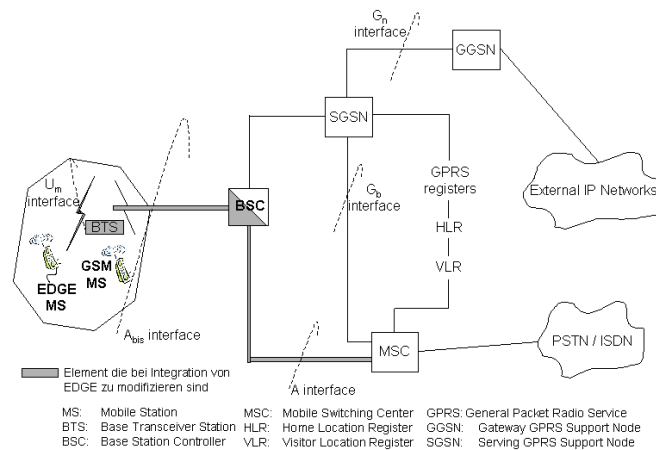 Gn
interface
GGSN
SGSN
Um
interface
GPRS
registers
External IP Networks
Gb
interface
BSC
BTS
HLR
GSM
MS
VLR
EDGE
MS
Abis interface
MSC
PSTN / ISDN
Element die bei Integration von
EDGE zu modifizieren sind
A interface
MS: Mobile Station
MSC: Mobile Switching Center
GPRS: General Packet Radio Service
BTS: Base Transceiver Station
HLR: Home Location Register
GGSN: Gateway GPRS Support Node
BSC: Base Station Controller
VLR: Visitor Location Register
SGSN: Serving GPRS Support Node